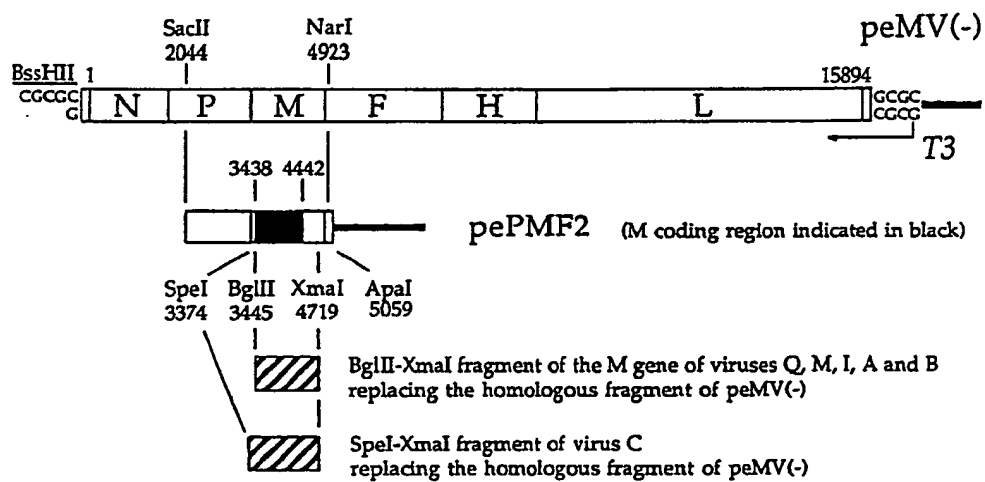 SacII NarI peMV(-)
2044 4923
BssHII 1 15894
CGCGC N P M F H L GCGC
G CGCG
T3
3438 4442
pePMF2 (M coding region indicated in black)
SpeI BglII XmaI ApaI
3374 3445 4719 5059
BglII-XmaI fragment of the M gene of viruses Q, M, I, A and B
replacing the homologous fragment of peMV(-)
SpeI-XmaI fragment of virus C
replacing the homologous fragment of peMV(-)